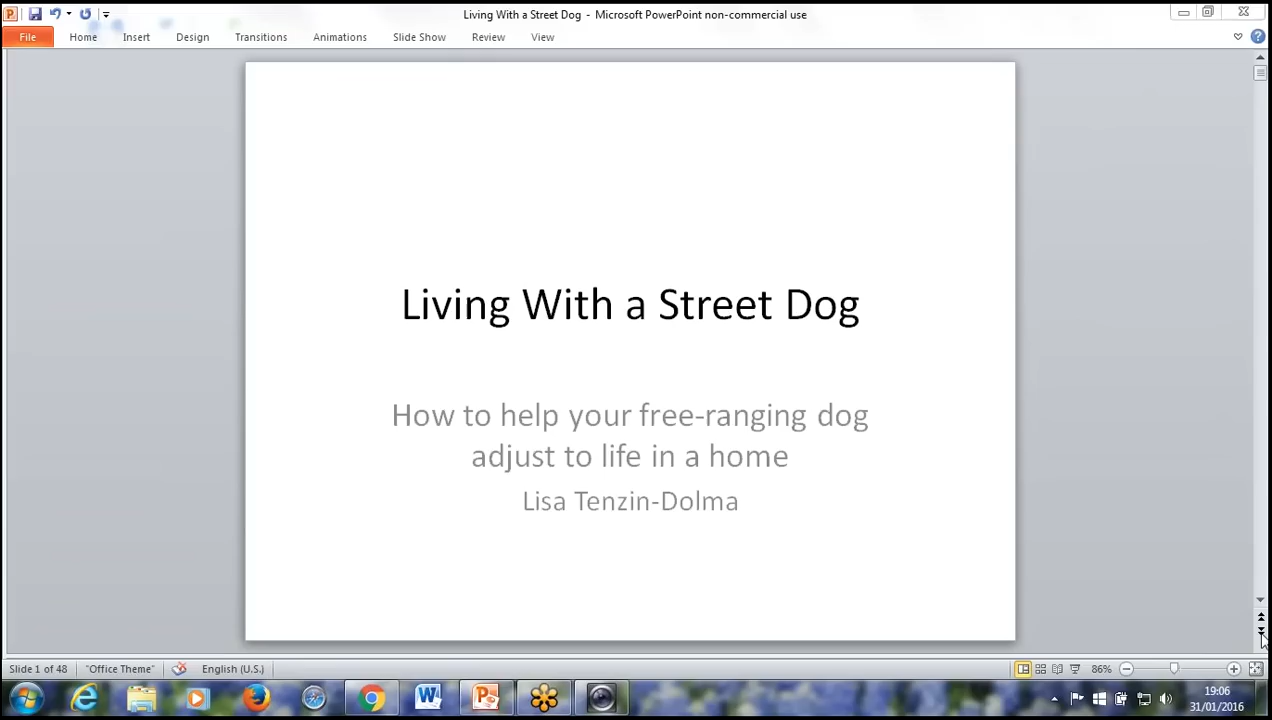 Living With a Street Dog - Microsoft PowerPoint non-commercial use
File Home Insert Design Transitions Animations Slide Show Review View
Living With a Street Dog
How to help your free-ranging dog
adjust to life in a home
Lisa Tenzin-Dolma
Slide 1 of 48 "Office Theme" English (U.S.) 86%
19:06
31/01/2016